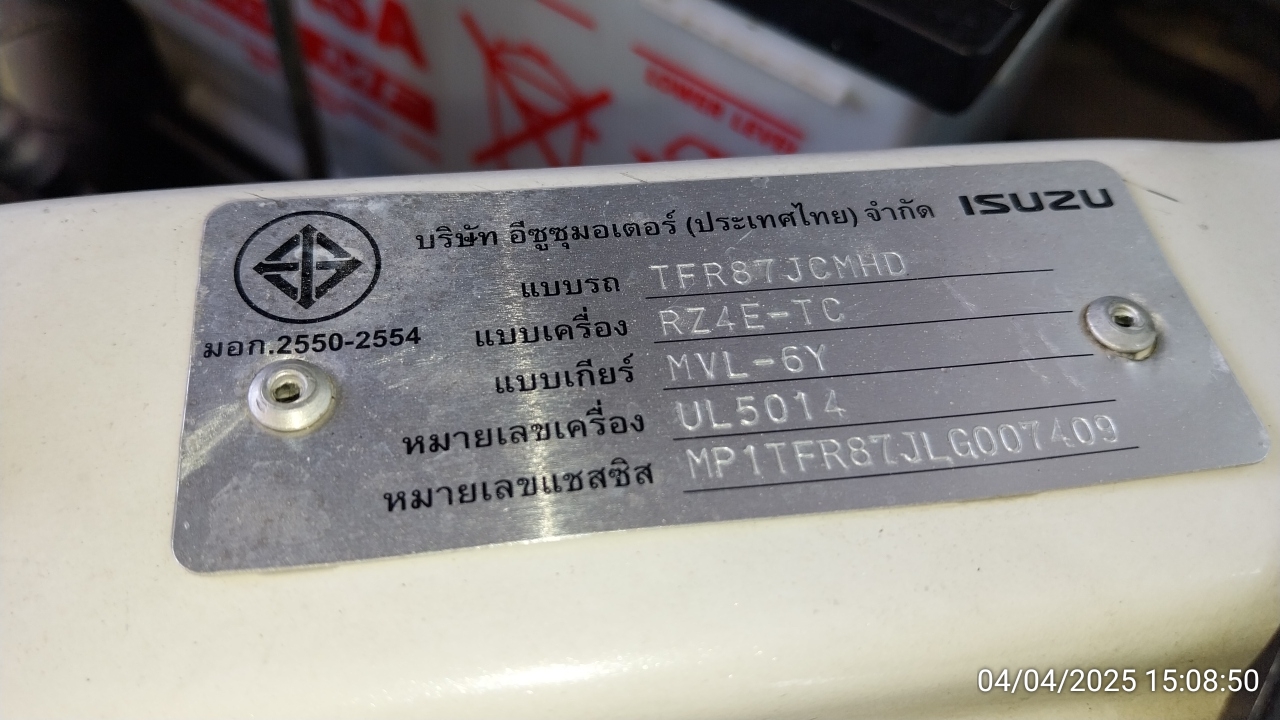 LOWER LEVEL
บริษัท อีซูซุมอเตอร์ (ประเทศไทย) จำกัด ISUZU
แบบรถ TFR87JCMHD
มอก.2550-2554
แบบเครื่อง RZ4E-TC
แบบเกียร์ MVL-6Y
หมายเลขเครื่อง UL5014
หมายเลขแชสซิส MP1TFR87JLG007409
04/04/2025 15:08:50